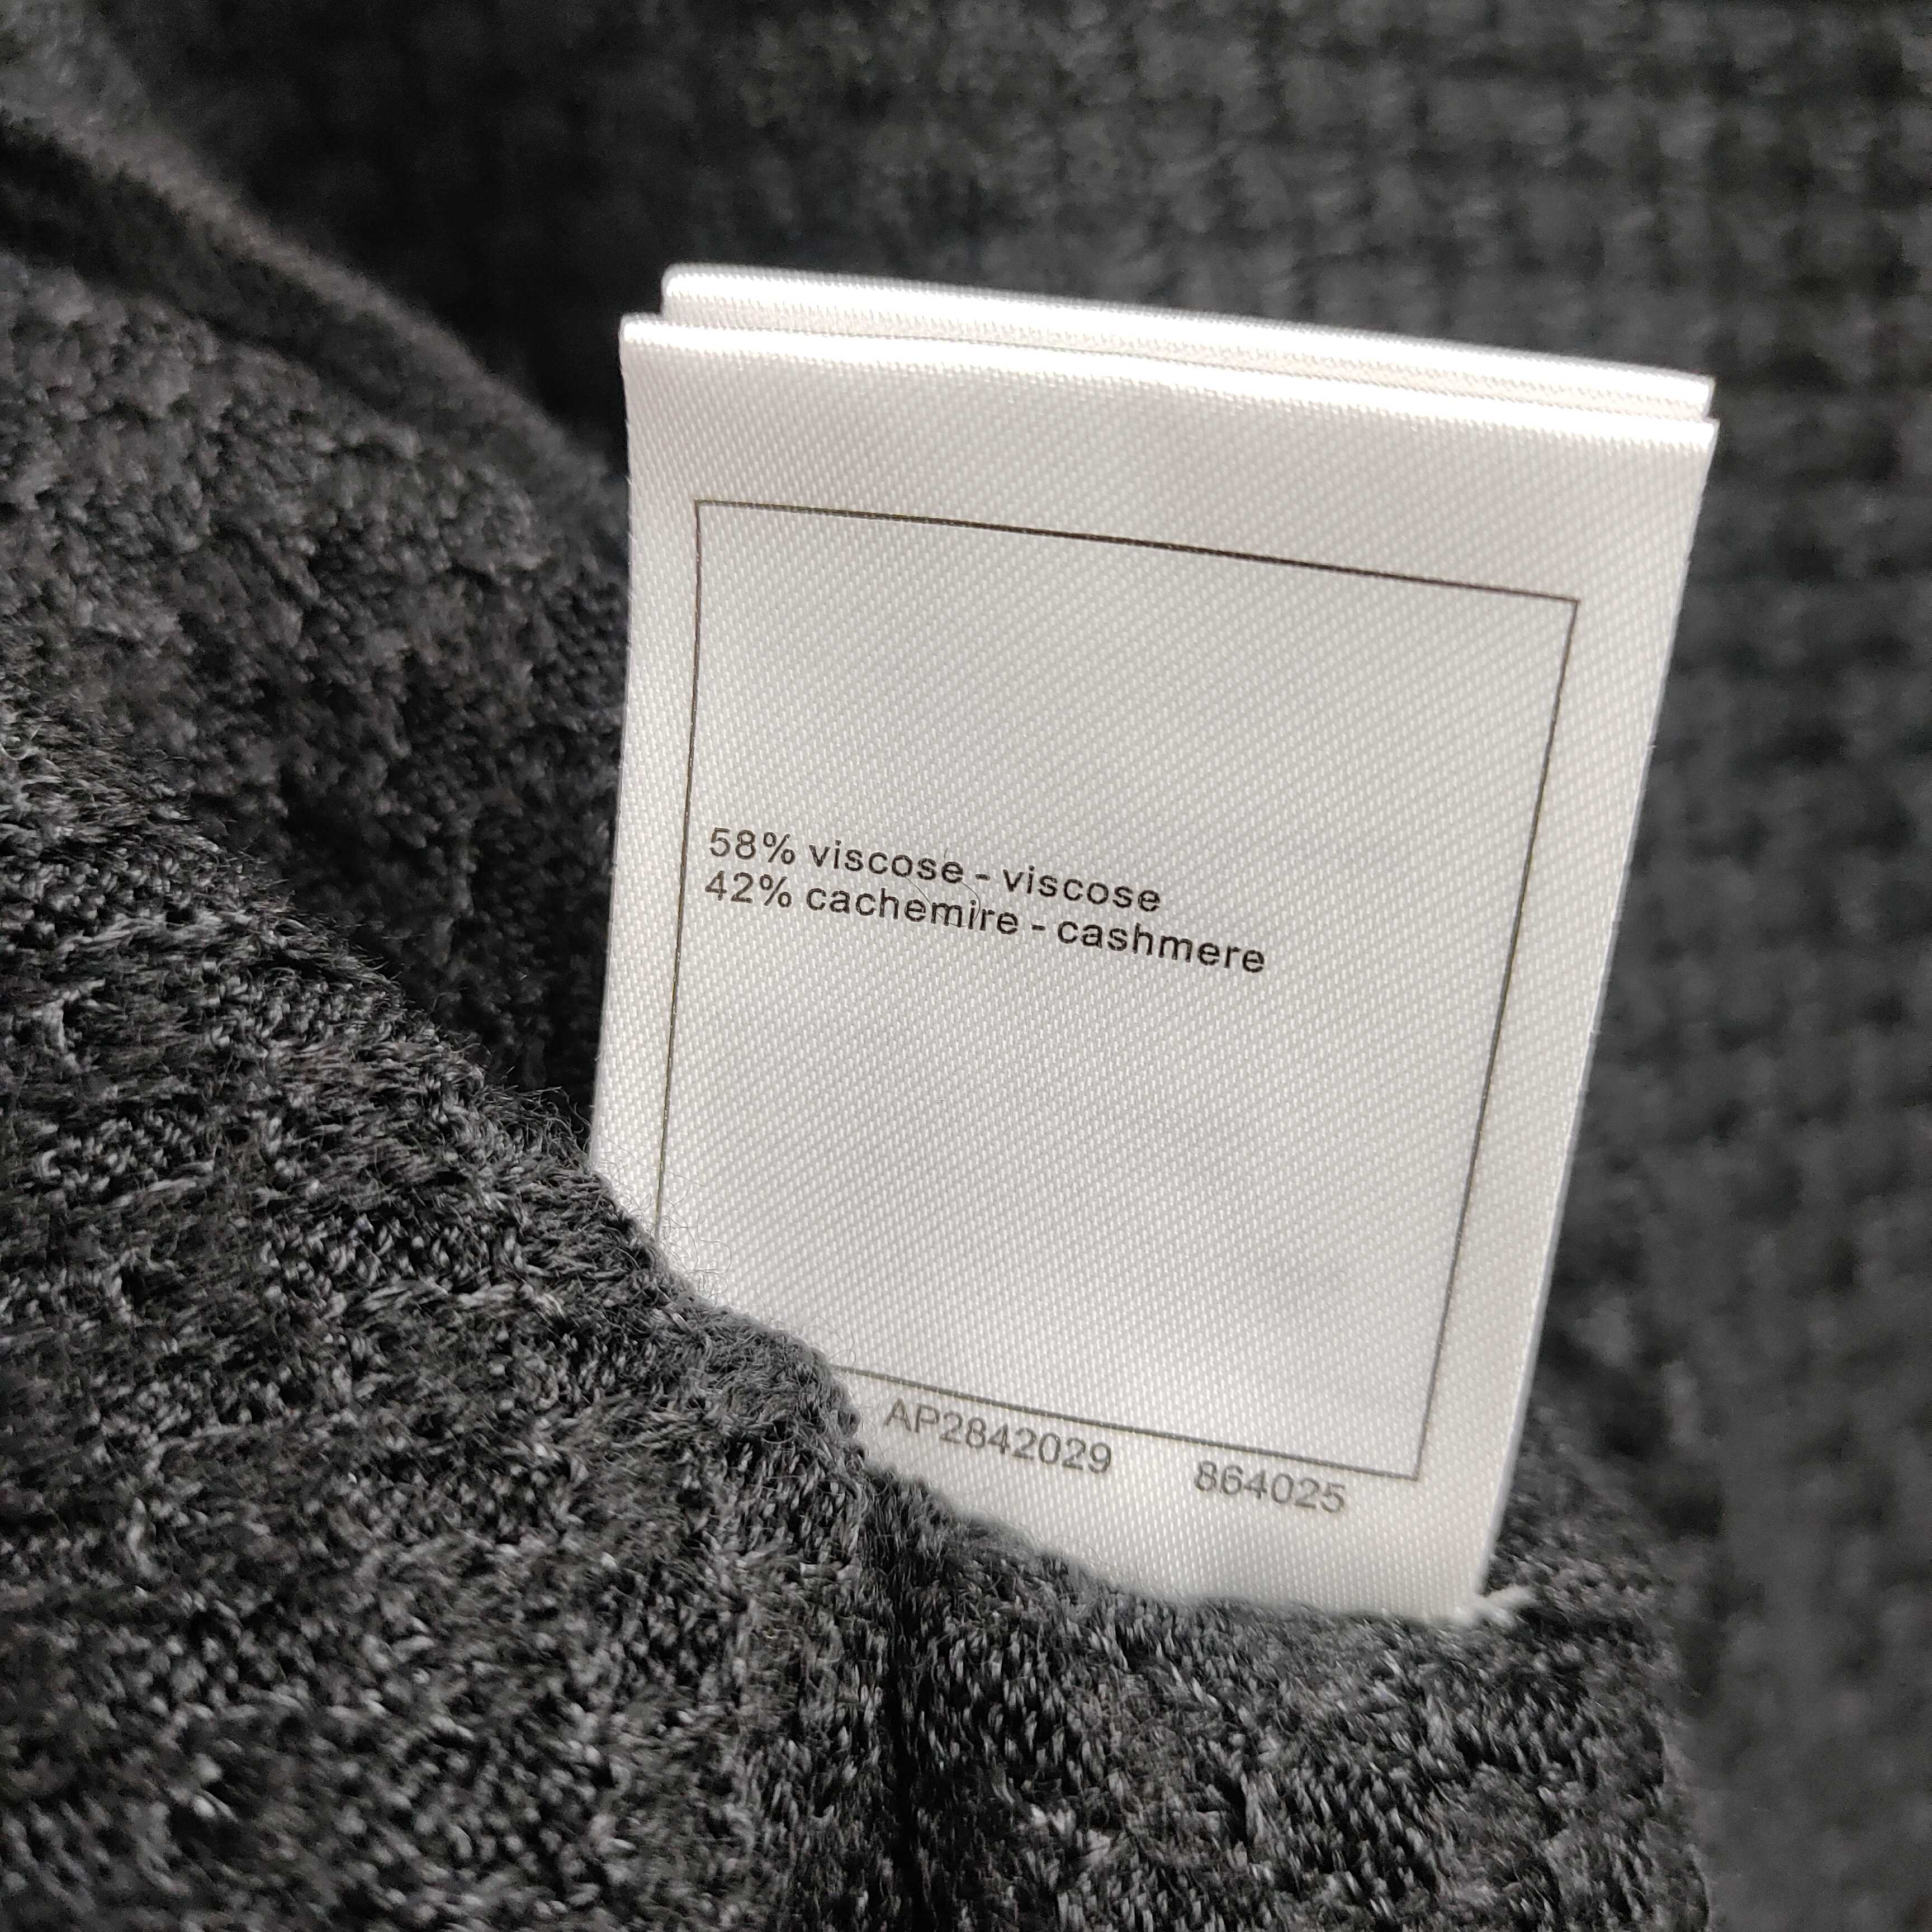 58% viscose - viscose
42% cachemire - cashmere
AP2842029 864025